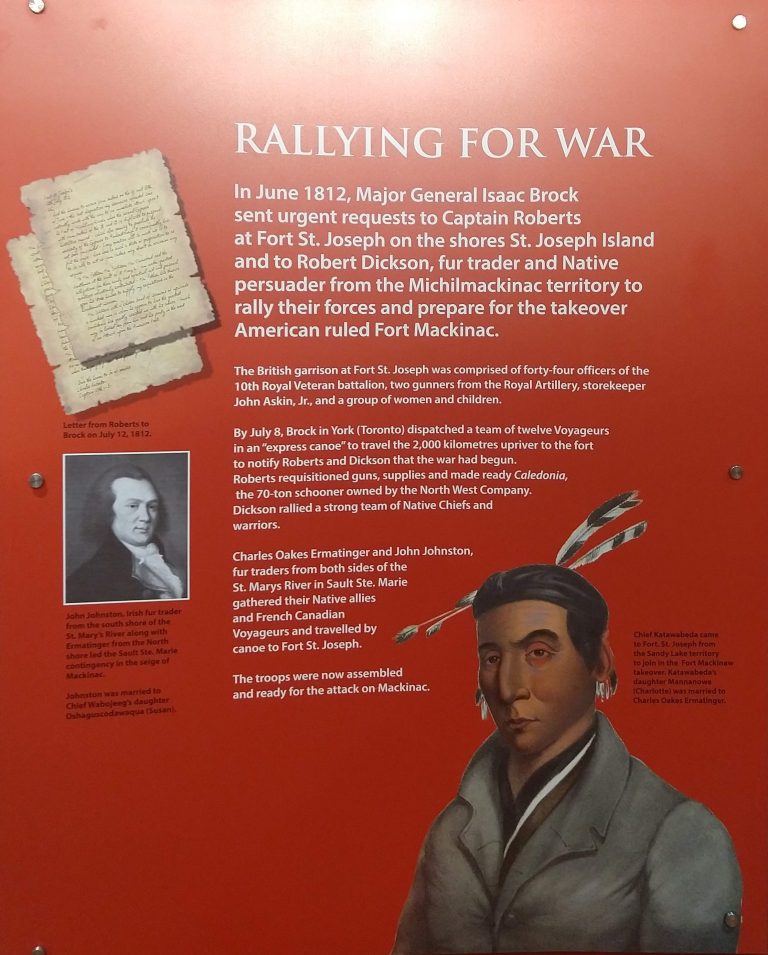 RALLYING FOR WAR
In June 1812, Major General Isaac Brock
sent urgent requests to Captain Roberts
at Fort St. Joseph on the shores St. Joseph Island
and to Robert Dickson, fur trader and Native
persuader from the Michilmackinac territory to
rally their forces and prepare for the takeover
American ruled Fort Mackinac.
The British garrison at Fort St. Joseph was comprised of forty-four officers of the
10th Royal Veteran battalion, two gunners from the Royal Artillery, storekeeper
John Askin, Jr., and a group of women and children.
By July 8, Brock in York (Toronto) dispatched a team of twelve Voyageurs
in an “express canoe” to travel the 2,000 kilometres upriver to the fort
to notify Roberts and Dickson that the war had begun.
Roberts requisitioned guns, supplies and made ready Caledonia,
the 70-ton schooner owned by the North West Company.
Dickson rallied a strong team of Native Chiefs and
warriors.
Charles Oakes Ermatinger and John Johnston,
fur traders from both sides of the
St. Marys River in Sault Ste. Marie
gathered their Native allies
and French Canadian
Voyageurs and travelled by
canoe to Fort St. Joseph.
The troops were now assembled
and ready for the attack on Mackinac.
Letter from Roberts to
Brock on July 12, 1812.
John Johnston, Irish fur trader
from the south shore of the
St. Mary's River along with
Ermatinger from the North
shore led the Sault Ste. Marie
contingency in the seige of
Mackinac.
Johnston was married to
Chief Wabojeeg's daughter
Oshaguscodawaqua (Susan).
Chief Katawabeda came
to Fort. St. Joseph from
the Sandy Lake territory
to join in the Fort Mackinaw
takeover. Katawabeda's
daughter Mannanowe
(Charlotte) was married to
Charles Oakes Ermatinger.